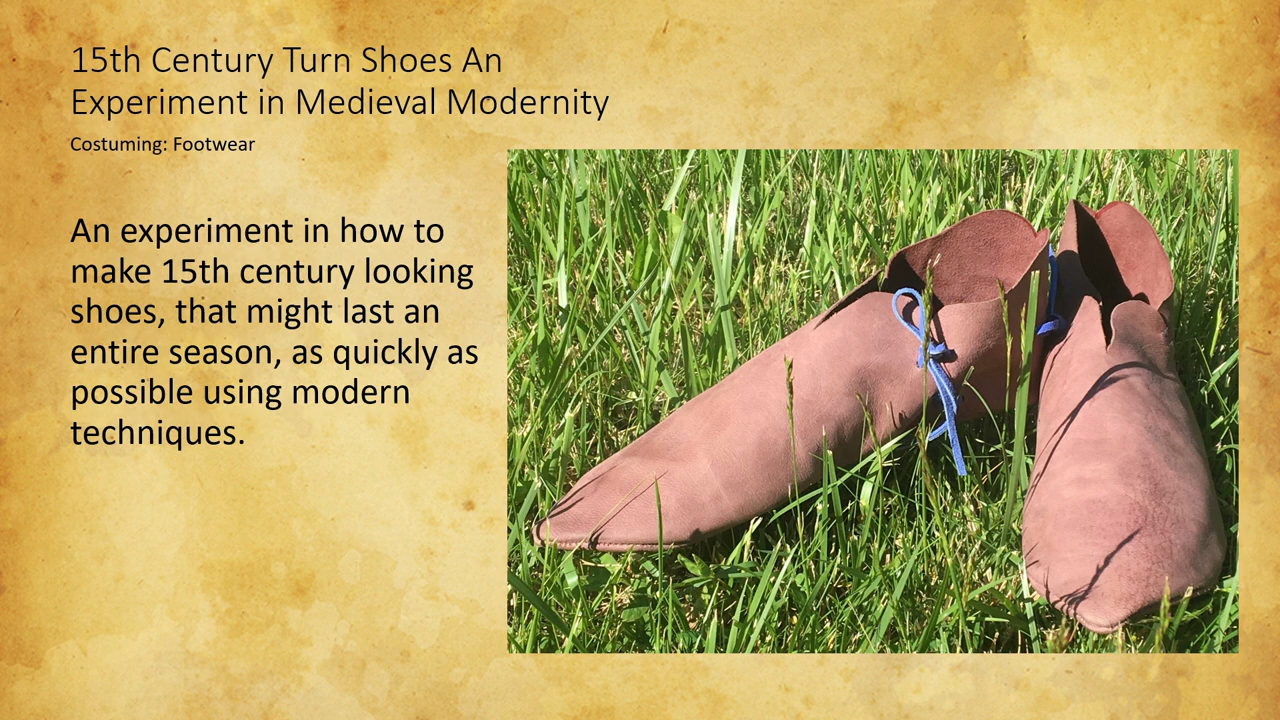 15th Century Turn Shoes An
Experiment in Medieval Modernity
Costuming: Footwear
An experiment in how to
make 15th century looking
shoes, that might last an
entire season, as quickly as
possible using modern
techniques.